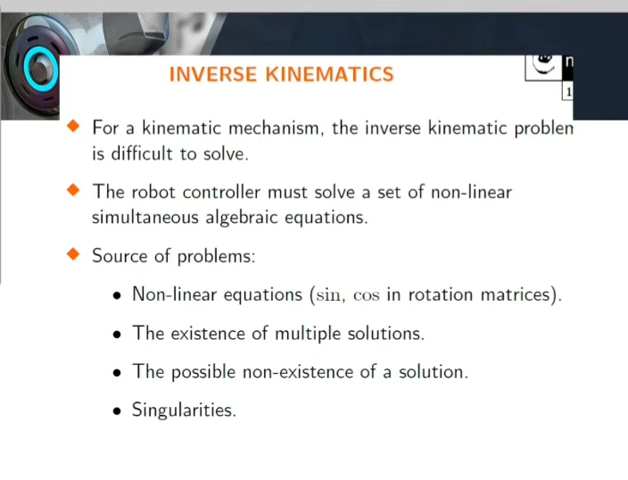 INVERSE KINEMATICS
n
1
◆ For a kinematic mechanism, the inverse kinematic problen
is difficult to solve.
◆ The robot controller must solve a set of non-linear
simultaneous algebraic equations.
◆ Source of problems:
• Non-linear equations (sin, cos in rotation matrices).
• The existence of multiple solutions.
• The possible non-existence of a solution.
• Singularities.